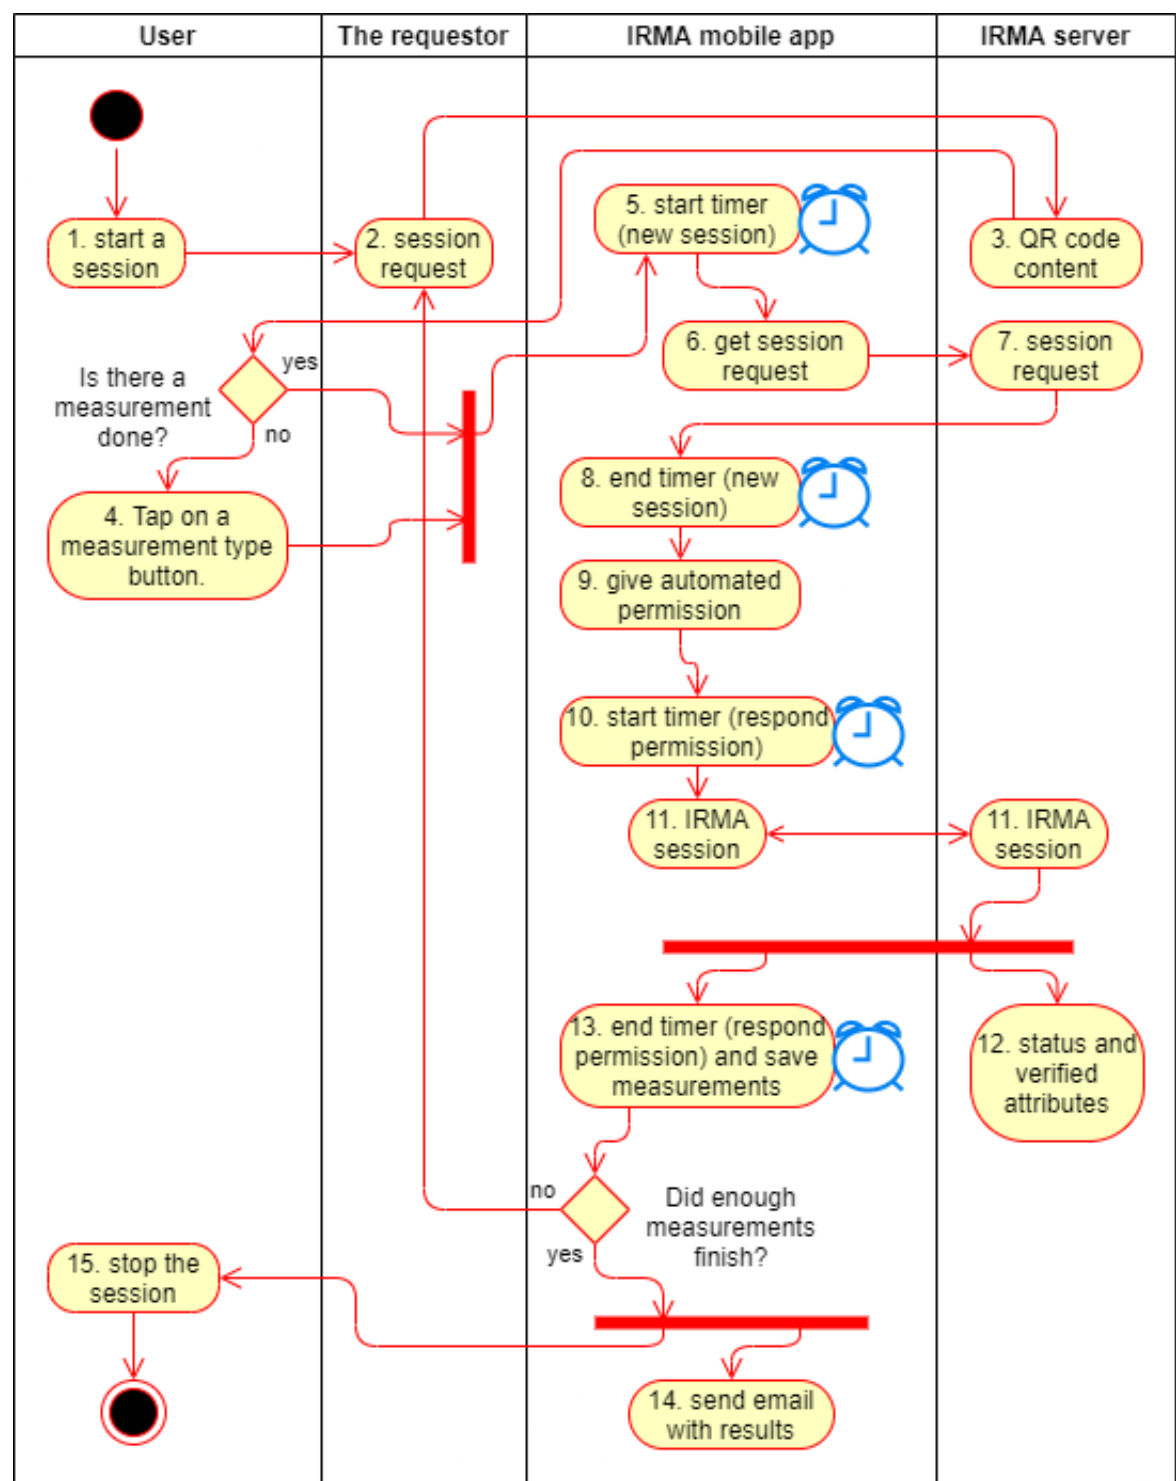 User
The requestor
IRMA mobile app
IRMA server
1. start a
session
2. session
request
5. start timer
(new session)
3. QR code
content
6. get session
request
7. session
request
Is there a
measurement
done?
yes
no
4. Tap on a
measurement type
button.
8. end timer (new
session)
9. give automated
permission
10. start timer (respond
permission)
11. IRMA
session
11. IRMA
session
13. end timer (respond
permission) and save
measurements
12. status and
verified
attributes
no
yes
Did enough
measurements
finish?
15. stop the
session
14. send email
with results